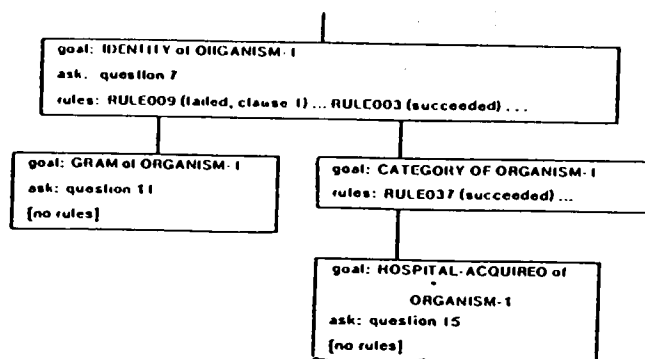 goal: IDENTITY of ORGANISM-1
ask. question 7
rules: RULE009 (failed, clause 1) ... RULE003 (succeeded) ...
goal: GRAM of ORGANISM-1
ask: question 11
[no rules]
goal: CATEGORY OF ORGANISM-1
rules: RULE037 (succeeded) ...
goal: HOSPITAL-ACQUIRED of
ORGANISM-1
ask: question 15
[no rules]